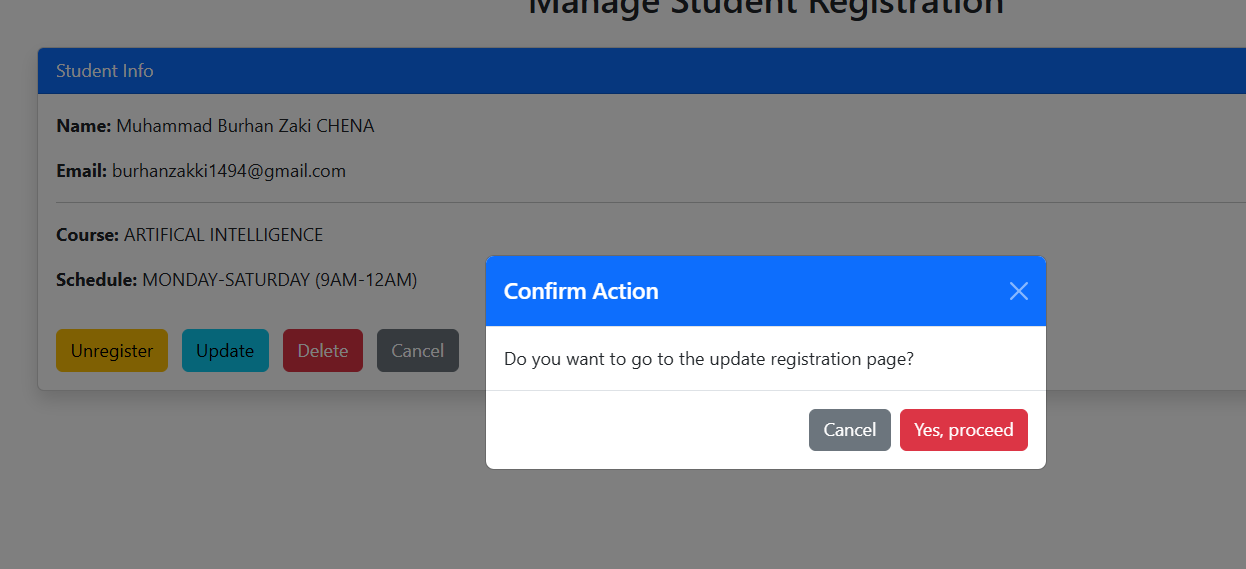 Manage Student Registration
Student Info
Name: Muhammad Burhan Zaki CHENA
Email: burhanzakki1494@gmail.com
Course: ARTIFICAL INTELLIGENCE
Schedule: MONDAY-SATURDAY (9AM-12AM)
Unregister Update Delete Cancel
Confirm Action
Do you want to go to the update registration page?
Cancel Yes, proceed